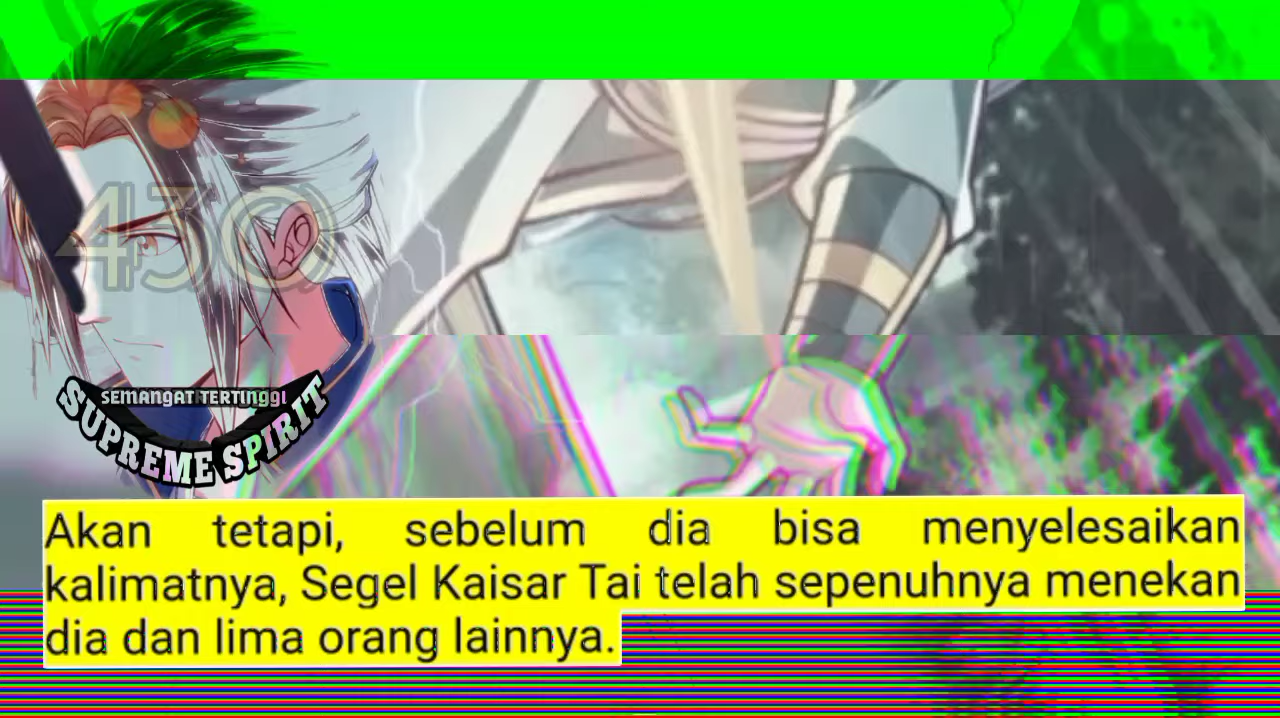 430
SEMANGAT TERTINGGI
SUPREME SPIRIT
Akan tetapi, sebelum dia bisa menyelesaikan
kalimatnya, Segel Kaisar Tai telah sepenuhnya menekan
dia dan lima orang lainnya.